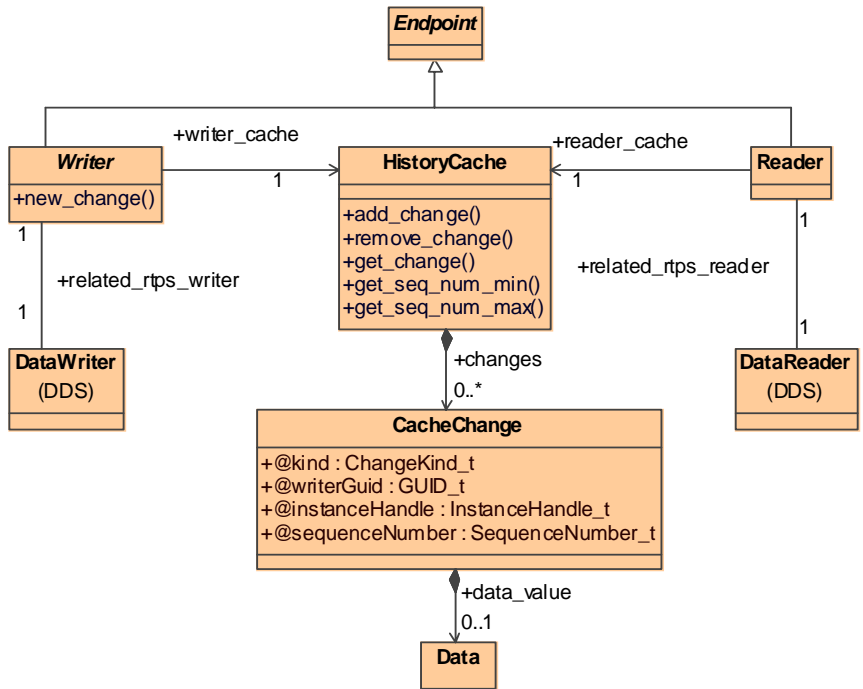 Endpoint
+writer_cache
+reader_cache
Writer
HistoryCache
Reader
1
1
+new_change()
+add_change()
+remove_change()
+get_change()
+get_seq_num_min()
+get_seq_num_max()
1
1
+related_rtps_writer
+related_rtps_reader
1
1
DataWriter
(DDS)
DataReader
(DDS)
+changes
0..*
CacheChange
+@kind : ChangeKind_t
+@writerGuid : GUID_t
+@instanceHandle : InstanceHandle_t
+@sequenceNumber : SequenceNumber_t
+data_value
0..1
Data